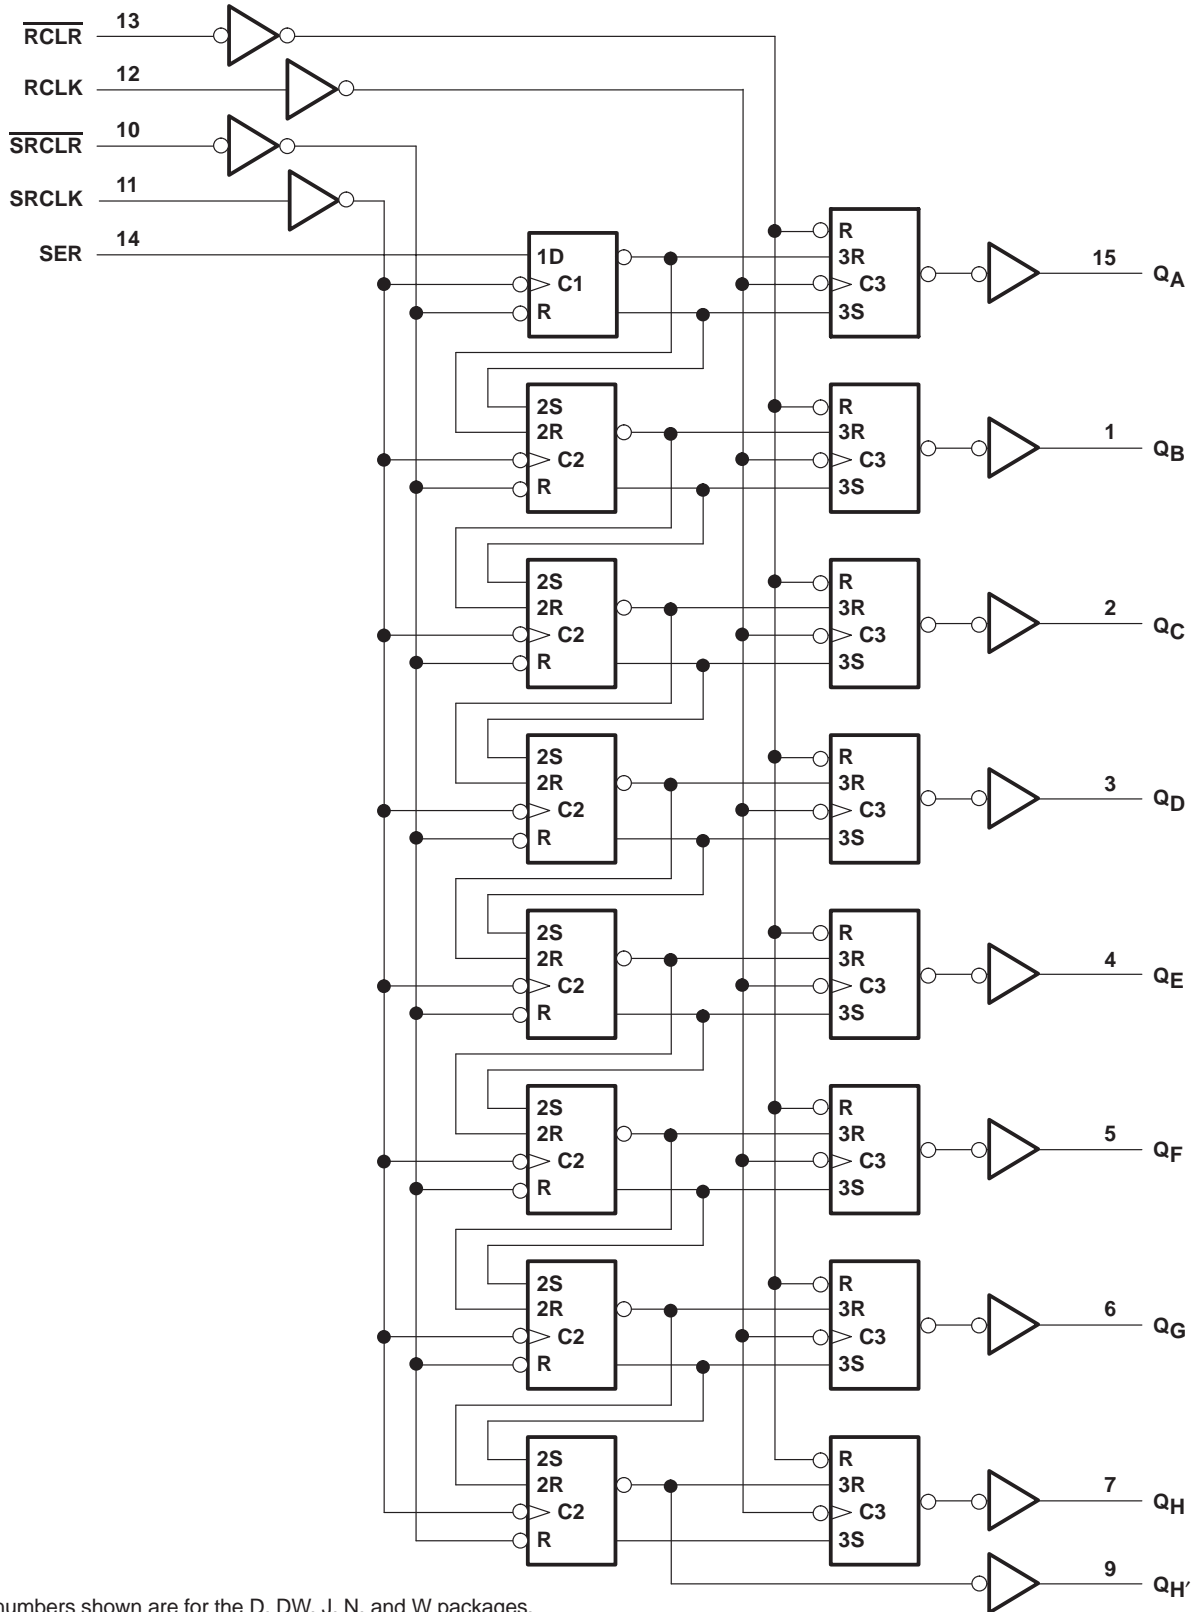 RCLR 13
RCLK 12
SRCLR 10
SRCLK 11
SER 14
1D
C1
R
R
3R
C3
3S
15 QA
2S
2R
C2
R
R
3R
C3
3S
1 QB
2S
2R
C2
R
R
3R
C3
3S
2 QC
2S
2R
C2
R
R
3R
C3
3S
3 QD
2S
2R
C2
R
R
3R
C3
3S
4 QE
2S
2R
C2
R
R
3R
C3
3S
5 QF
2S
2R
C2
R
R
3R
C3
3S
6 QG
2S
2R
C2
R
R
3R
C3
3S
7 QH
9 QH′
numbers shown are for the D, DW, J, N, and W packages.